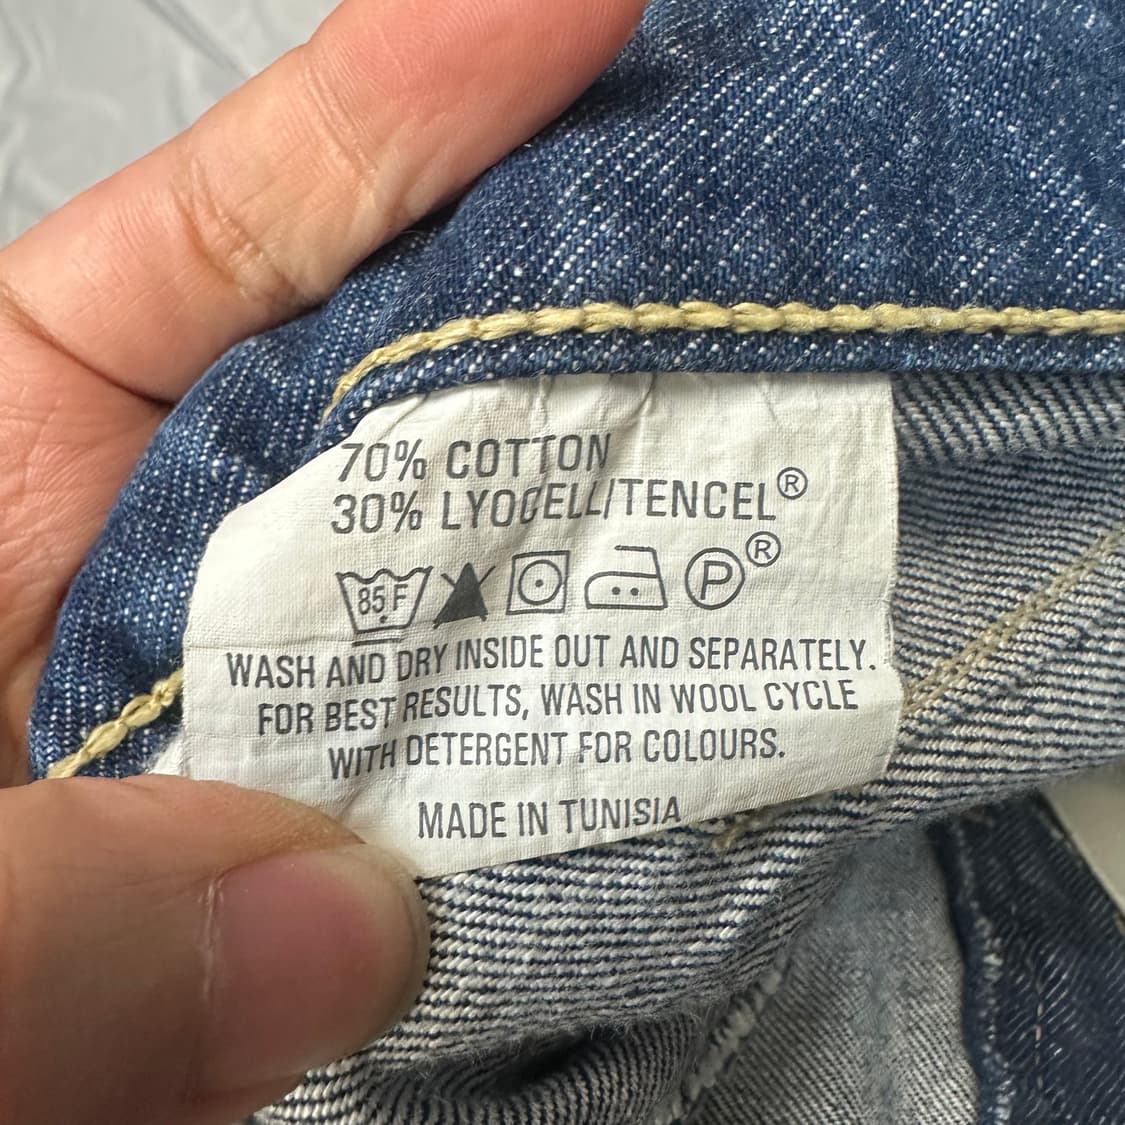 70% COTTON
30% LYOCELL/TENCEL®
85F P®
WASH AND DRY INSIDE OUT AND SEPARATELY.
FOR BEST RESULTS, WASH IN WOOL CYCLE
WITH DETERGENT FOR COLOURS.
MADE IN TUNISIA